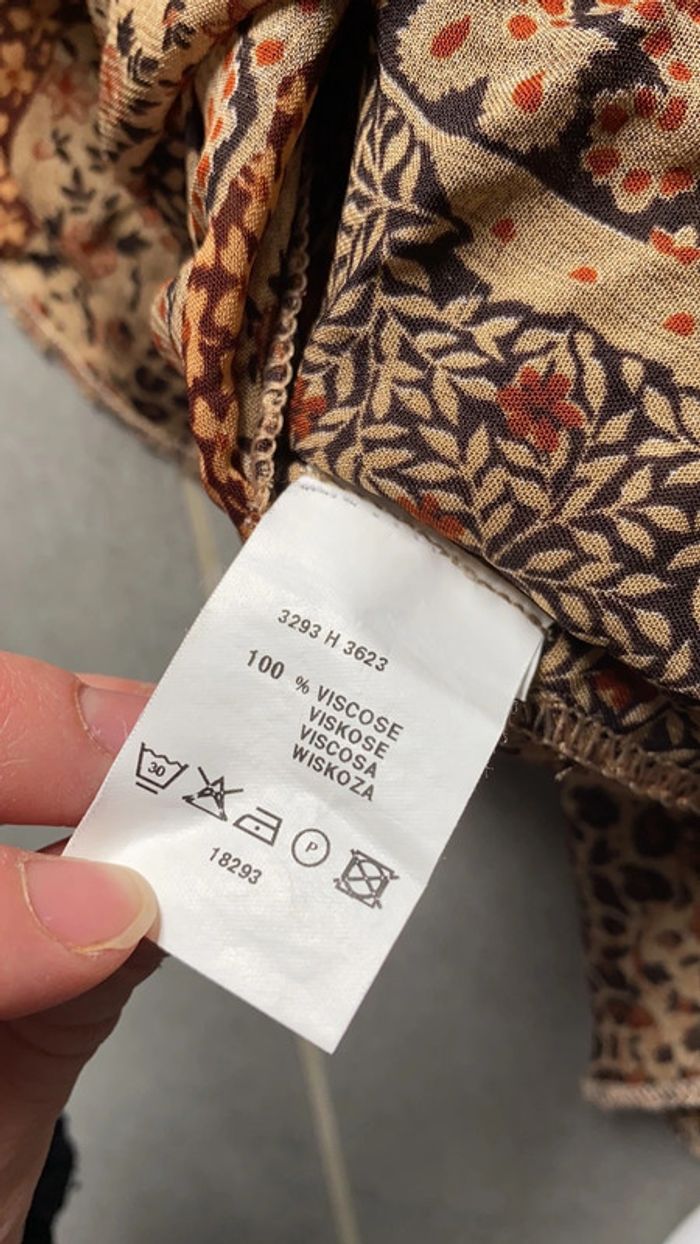 3293 H 3623
100 % VISCOSE
VISKOSE
VISCOSA
WISKOZA
30
P
18293